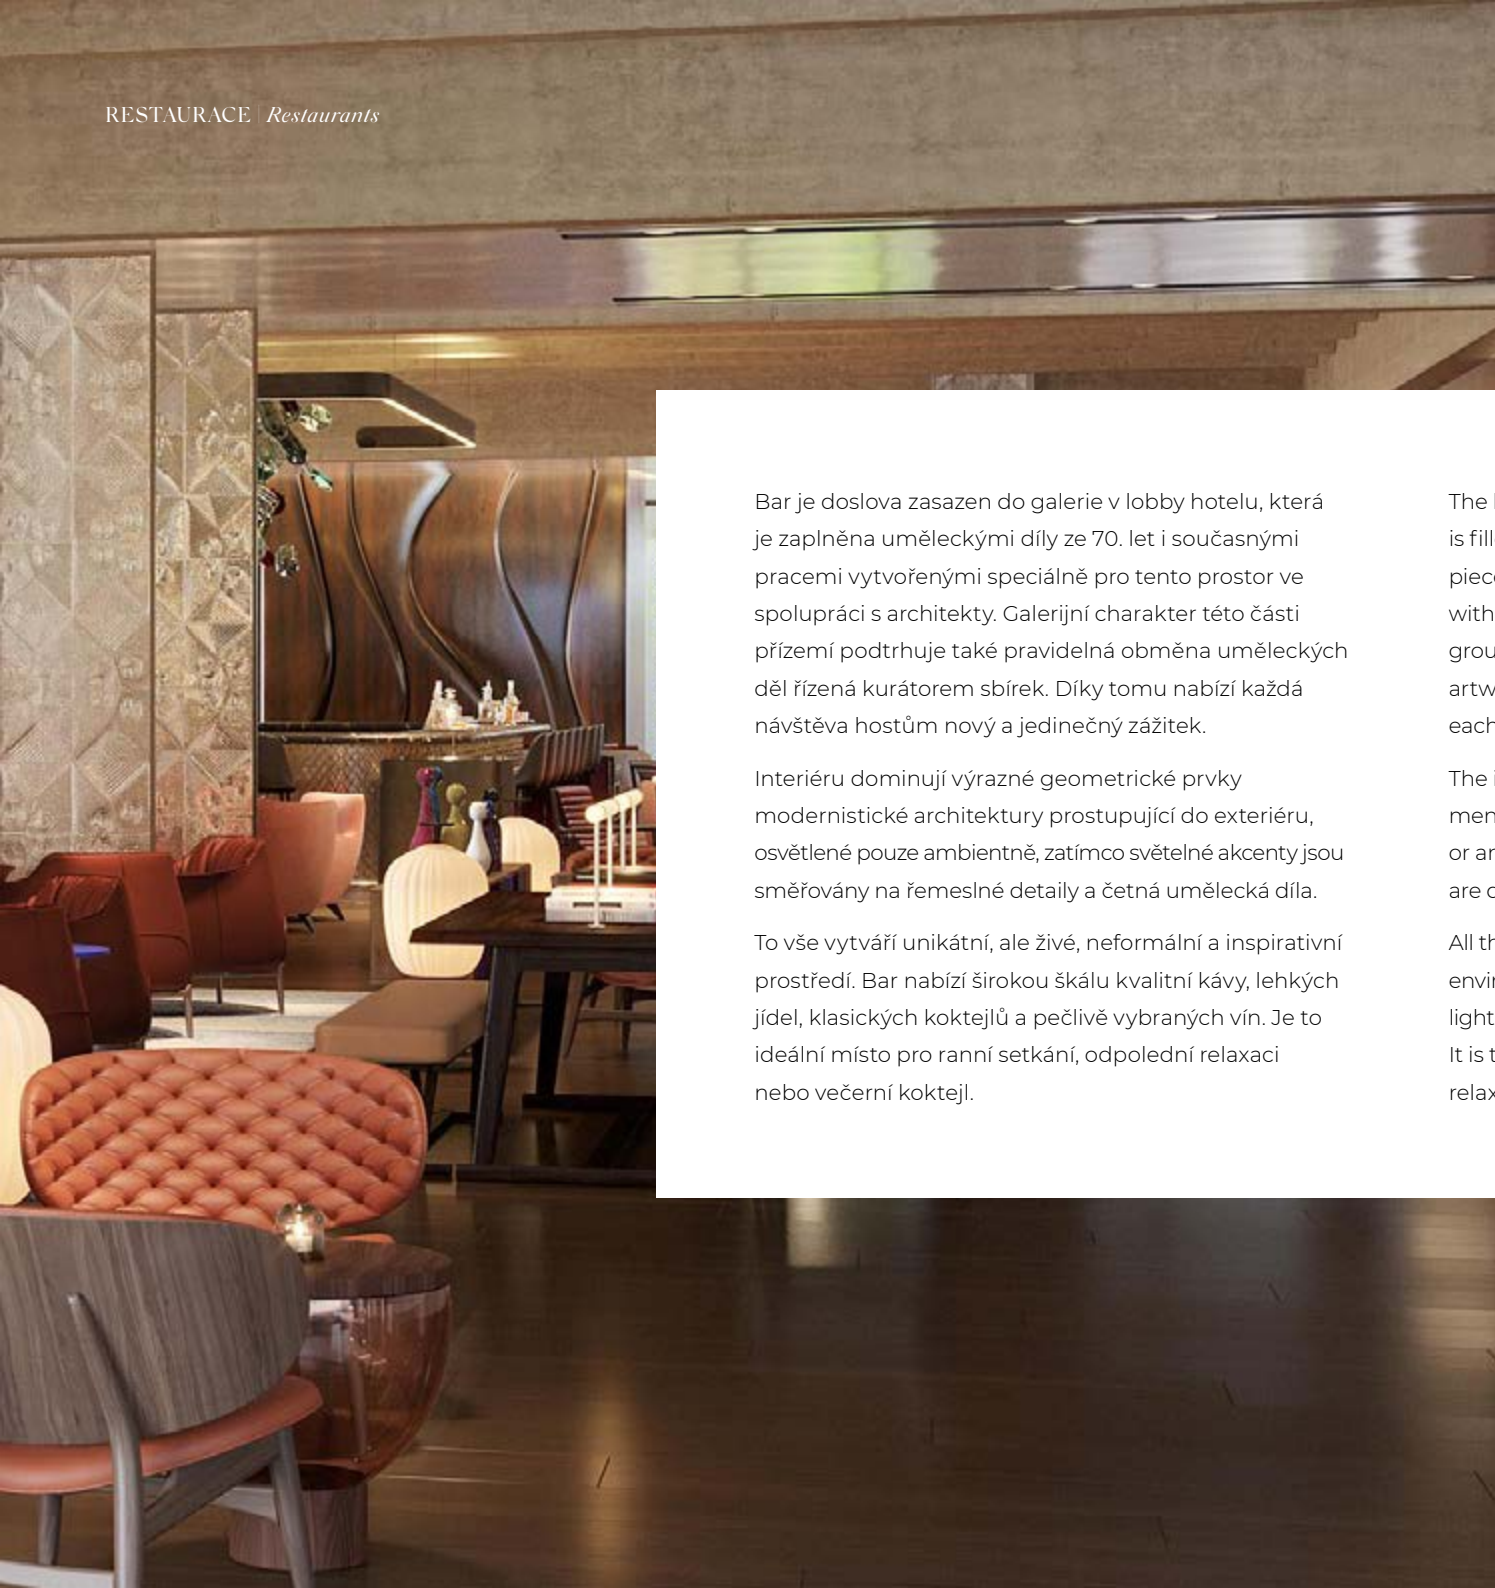 RESTAURACE | Restaurants
Bar je doslova zasazen do galerie v lobby hotelu, která
je zaplněna uměleckými díly ze 70. let i současnými
pracemi vytvořenými speciálně pro tento prostor ve
spolupráci s architekty. Galerijní charakter této části
přízemí podtrhuje také pravidelná obměna uměleckých
děl řízená kurátorem sbírek. Díky tomu nabízí každá
návštěva hostům nový a jedinečný zážitek.
Interiéru dominují výrazné geometrické prvky
modernistické architektury prostupující do exteriéru,
osvětlené pouze ambientně, zatímco světelné akcenty jsou
směřovány na řemeslné detaily a četná umělecká díla.
To vše vytváří unikátní, ale živé, neformální a inspirativní
prostředí. Bar nabízí širokou škálu kvalitní kávy, lehkých
jídel, klasických koktejlů a pečlivě vybraných vín. Je to
ideální místo pro ranní setkání, odpolední relaxaci
nebo večerní koktejl.
The
is
with
each
The
or
are
All
light
It is